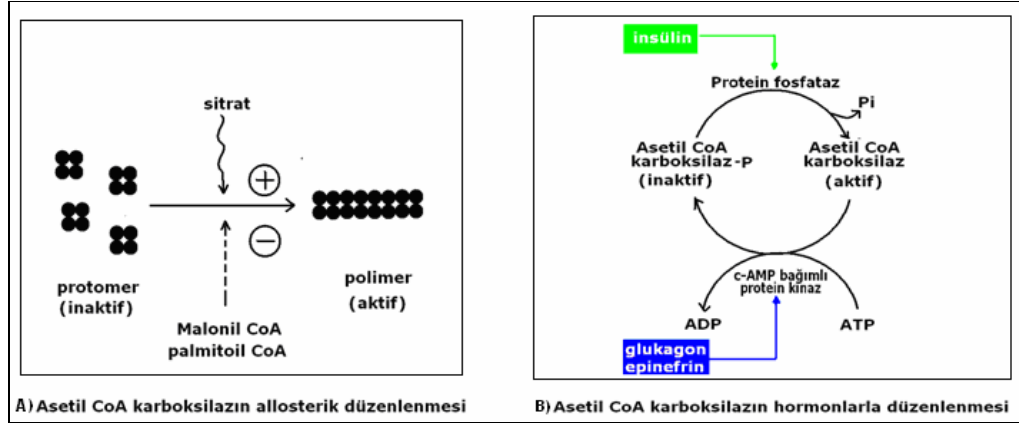 sitrat
+
−
protomer
(inaktif)
polimer
(aktif)
Malonil CoA
palmitoil CoA
A) Asetil CoA karboksilazın allosterik düzenlenmesi
insülin
Protein fosfataz
Pi
Asetil CoA
karboksilaz-P
(inaktif)
Asetil CoA
karboksilaz
(aktif)
c-AMP bağımlı
protein kinaz
ADP
ATP
glukagon
epinefrin
B) Asetil CoA karboksilazın hormonlarla düzenlenmesi